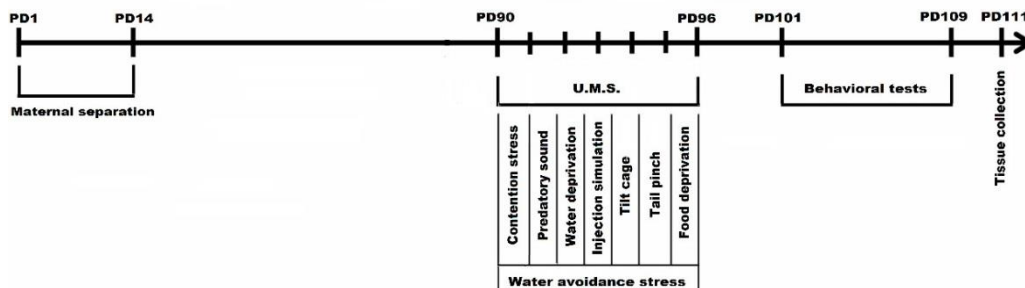 PD1 PD14 PD90 PD96 PD101 PD109 PD111
Maternal separation
U.M.S.
Behavioral tests
Tissue collection
Contention stress
Predatory sound
Water deprivation
Injection simulation
Tilt cage
Tail pinch
Food deprivation
Water avoidance stress